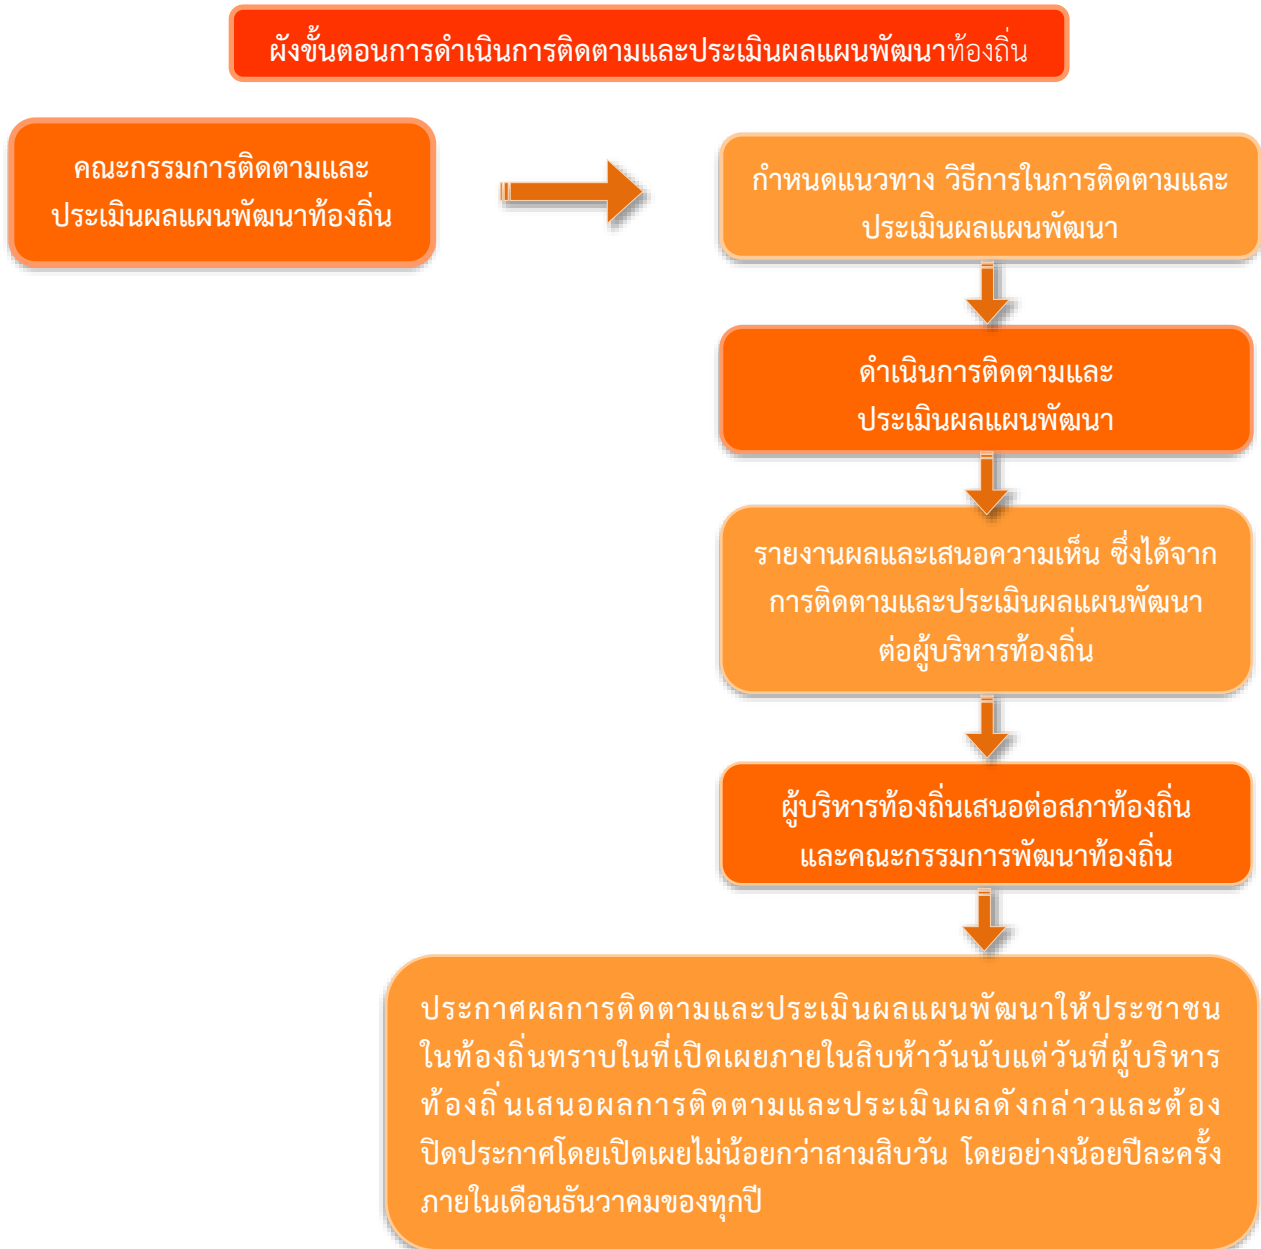 ผังขั้นตอนการดำเนินการติดตามและประเมินผลแผนพัฒนาท้องถิ่น
คณะกรรมการติดตามและ
ประเมินผลแผนพัฒนาท้องถิ่น
กำหนดแนวทาง วิธีการในการติดตามและ
ประเมินผลแผนพัฒนา
ดำเนินการติดตามและ
ประเมินผลแผนพัฒนา
รายงานผลและเสนอความเห็น ซึ่งได้จาก
การติดตามและประเมินผลแผนพัฒนา
ต่อผู้บริหารท้องถิ่น
ผู้บริหารท้องถิ่นเสนอต่อสภาท้องถิ่น
และคณะกรรมการพัฒนาท้องถิ่น
ประกาศผลการติดตามและประเมินผลแผนพัฒนาให้ประชาชน
ในท้องถิ่นทราบในที่เปิดเผยภายในสิบห้าวันนับแต่วันที่ผู้บริหาร
ท้องถิ่นเสนอผลการติดตามและประเมินผลดังกล่าวและต้อง
ปิดประกาศโดยเปิดเผยไม่น้อยกว่าสามสิบวัน โดยอย่างน้อยปีละครั้ง
ภายในเดือนธันวาคมของทุกปี